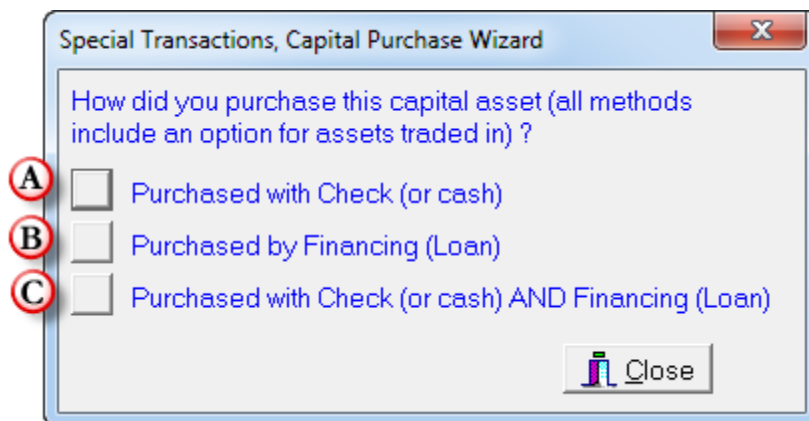 Special Transactions, Capital Purchase Wizard
X
How did you purchase this capital asset (all methods
include an option for assets traded in) ?
A Purchased with Check (or cash)
B Purchased by Financing (Loan)
C Purchased with Check (or cash) AND Financing (Loan)
Close